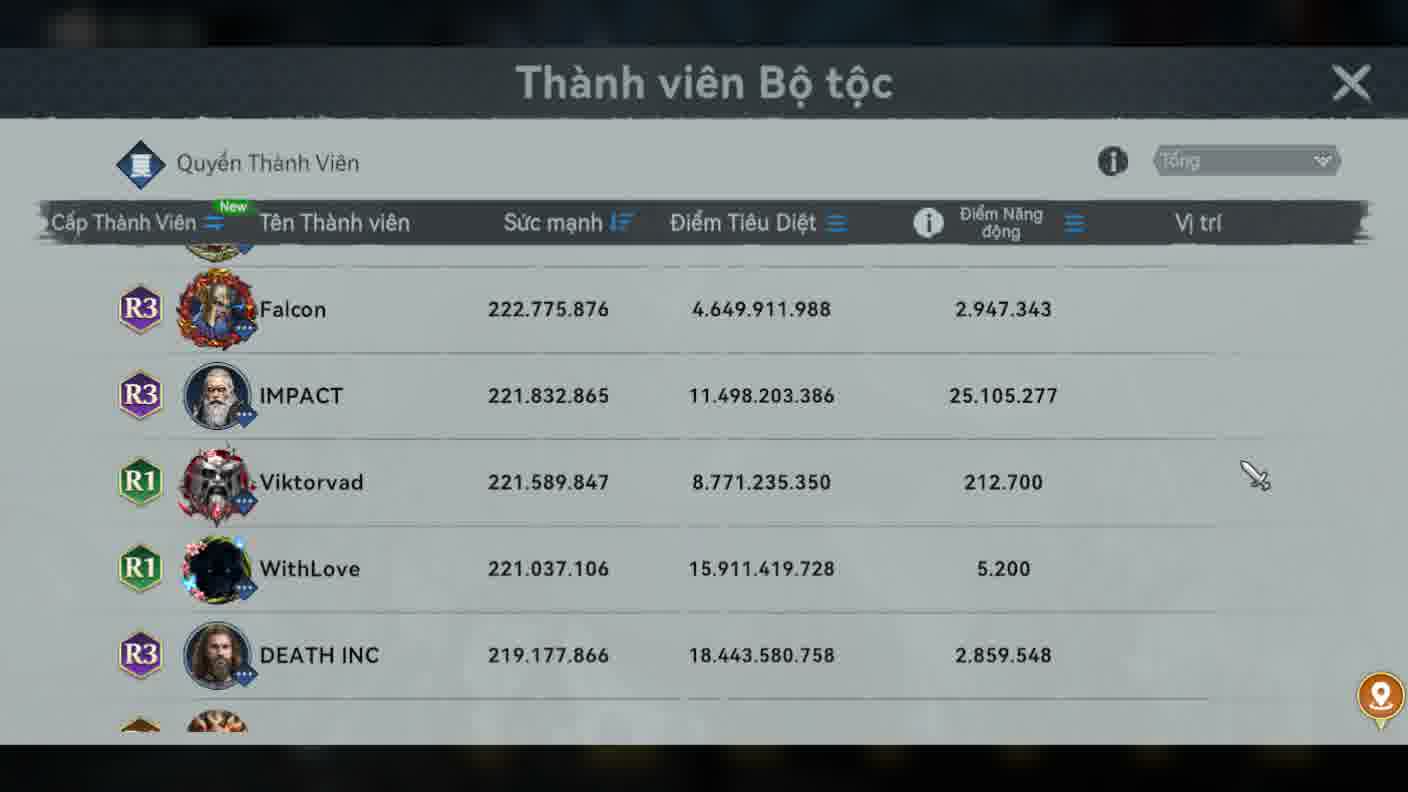 Thành viên Bộ tộc
Quyển Thành Viên
Tổng
New
Cấp Thành Viên Tên Thành viên Sức mạnh Điểm Tiêu Diệt Điểm Năng động Vị trí
R3 Falcon 222.775.876 4.649.911.988 2.947.343
R3 IMPACT 221.832.865 11.498.203.386 25.105.277
R1 Viktorvad 221.589.847 8.771.235.350 212.700
R1 WithLove 221.037.106 15.911.419.728 5.200
R3 DEATH INC 219.177.866 18.443.580.758 2.859.548